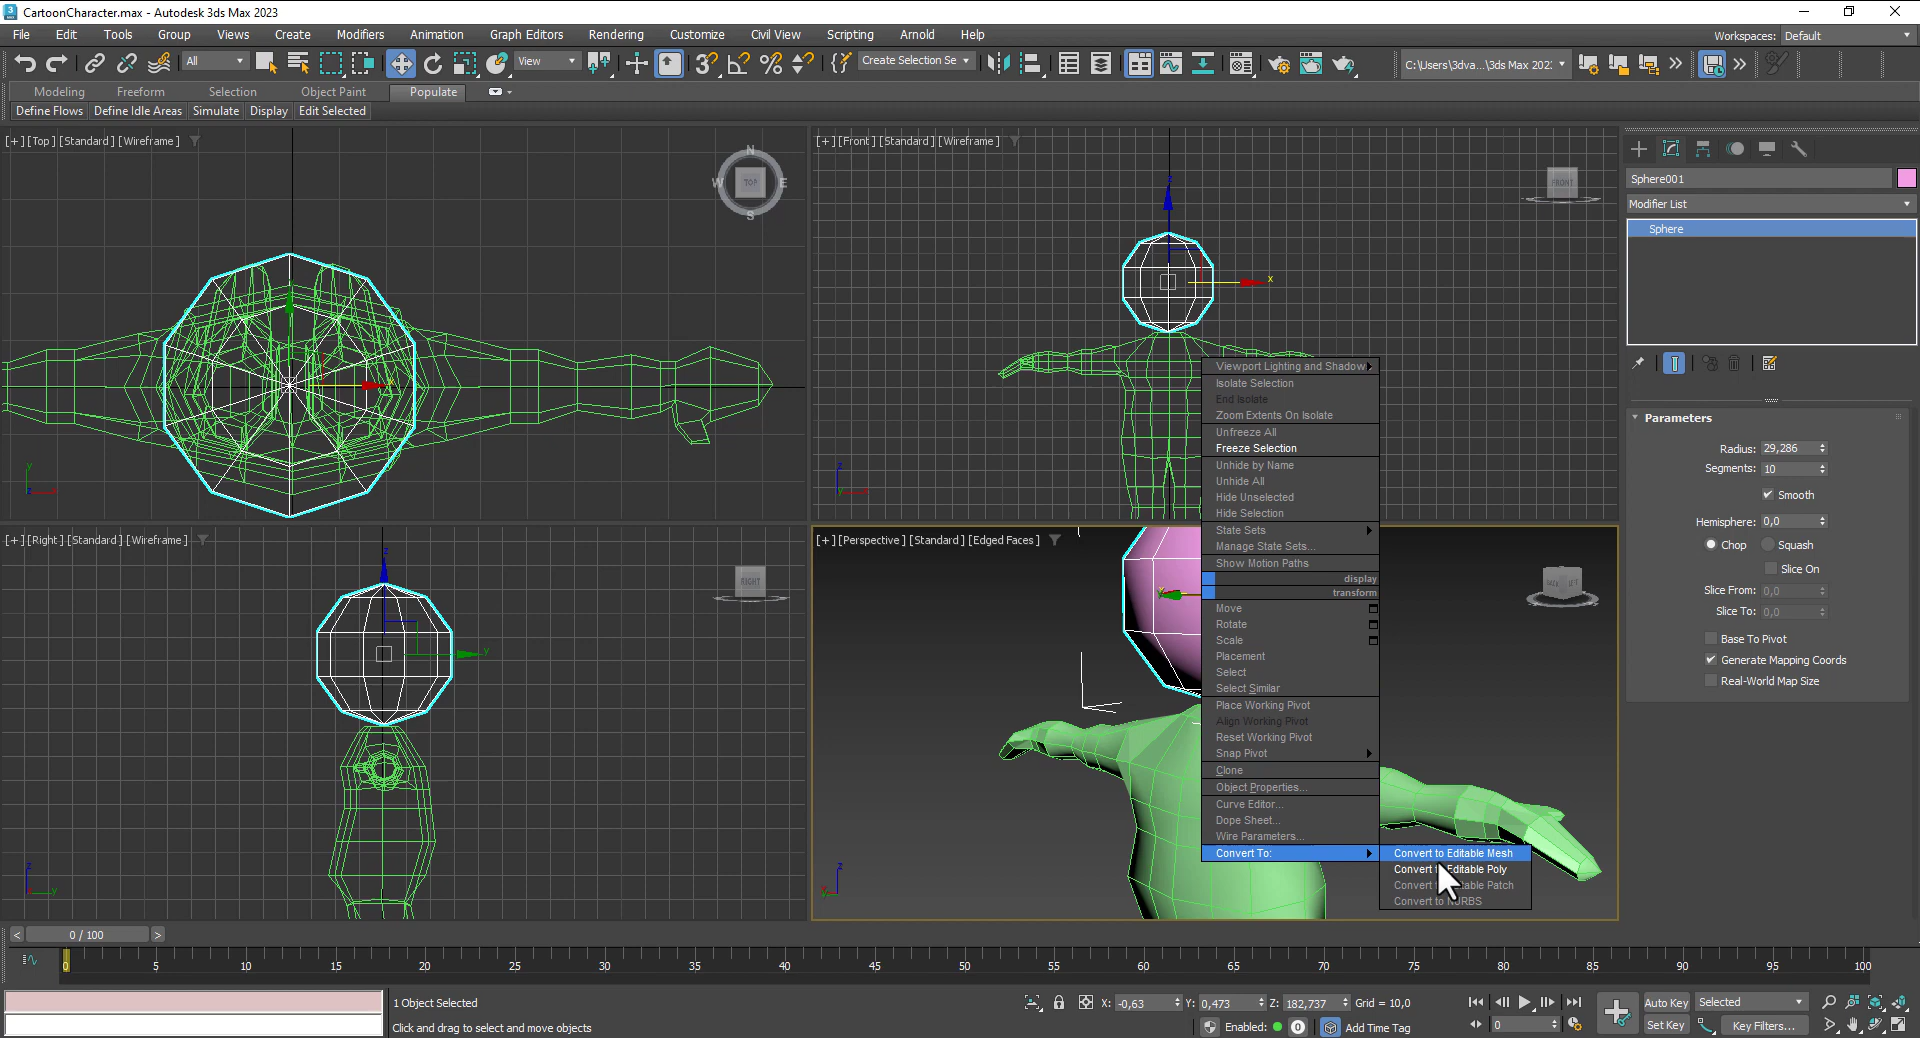 CartoonCharacter.max - Autodesk 3ds Max 2023
File Edit Tools Group Views Create Modifiers Animation Graph Editors Rendering Customize Civil View Scripting Arnold Help
Workspaces: Default
All
View
Create Selection Se
C:\Users\3dva...\3ds Max 202:
Modeling Freeform Selection Object Paint Populate
Define Flows Define Idle Areas Simulate Display Edit Selected
[+] [Top] [Standard] [Wireframe]
N
W TOP E
S
x
y
z x
[+] [Front] [Standard] [Wireframe]
FRONT
z
x
z
y x
[+] [Right] [Standard] [Wireframe]
RIGHT
z
y
z
x y
[+] [Perspective] [Standard] [Edged Faces]
BACK LEFT
x
z
Viewport Lighting and Shadow
Isolate Selection
End Isolate
Zoom Extents On Isolate
Unfreeze All
Freeze Selection
Unhide by Name
Unhide All
Hide Unselected
Hide Selection
State Sets
Manage State Sets...
Show Motion Paths
display
transform
Move
Rotate
Scale
Placement
Select
Select Similar
Place Working Pivot
Align Working Pivot
Reset Working Pivot
Snap Pivot
Clone
Object Properties...
Curve Editor...
Dope Sheet...
Wire Parameters...
Convert To:
Convert to Editable Mesh
Convert Editable Poly
Convert Patch
Convert to NURBS
Sphere001
Modifier List
Sphere
Parameters
Radius: 29,286
Segments: 10
Smooth
Hemisphere: 0,0
Chop Squash
Slice On
Slice From: 0,0
Slice To: 0,0
Base To Pivot
Generate Mapping Coords
Real-World Map Size
< 0 / 100 >
0 5 10 15 20 25 30 35 40 45 50 55 60 65 70 75 80 85 90 95 100
1 Object Selected
Click and drag to select and move objects
X: -0,63 Y: 0,473 Z: 182,737 Grid = 10,0
Enabled: 0 Add Time Tag
0
Auto Key Selected
Set Key Key Filters...